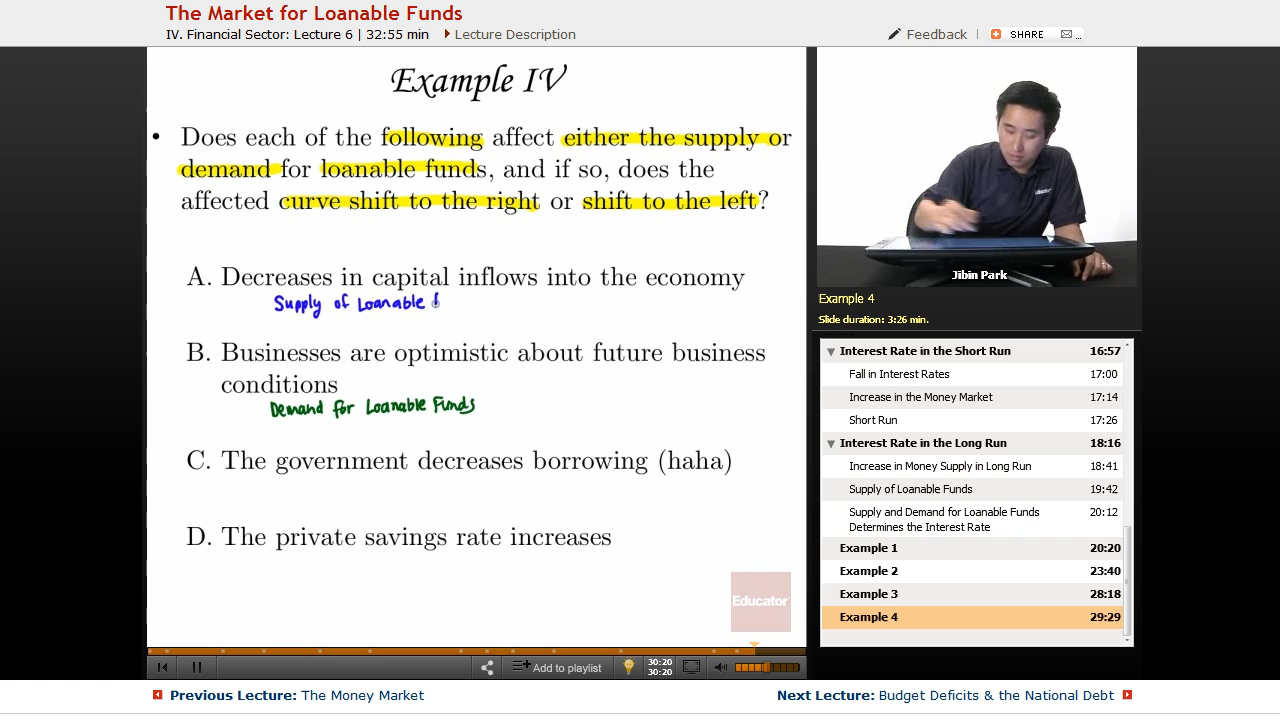 The Market for Loanable Funds
IV. Financial Sector: Lecture 6 | 32:55 min
Lecture Description
Feedback
SHARE
Example IV
• Does each of the following affect either the supply or
demand for loanable funds, and if so, does the
affected curve shift to the right or shift to the left?
A. Decreases in capital inflows into the economy
Supply of Loanable f
B. Businesses are optimistic about future business
conditions
Demand for Loanable Funds
C. The government decreases borrowing (haha)
D. The private savings rate increases
Educator
Jibin Park
Example 4
Slide duration: 3:26 min.
Interest Rate in the Short Run 16:57
Fall in Interest Rates 17:00
Increase in the Money Market 17:14
Short Run 17:26
Interest Rate in the Long Run 18:16
Increase in Money Supply in Long Run 18:41
Supply of Loanable Funds 19:42
Supply and Demand for Loanable Funds 20:12
Determines the Interest Rate
Example 1 20:20
Example 2 23:40
Example 3 28:18
Example 4 29:29
Add to playlist
30:20
30:20
Previous Lecture: The Money Market
Next Lecture: Budget Deficits & the National Debt